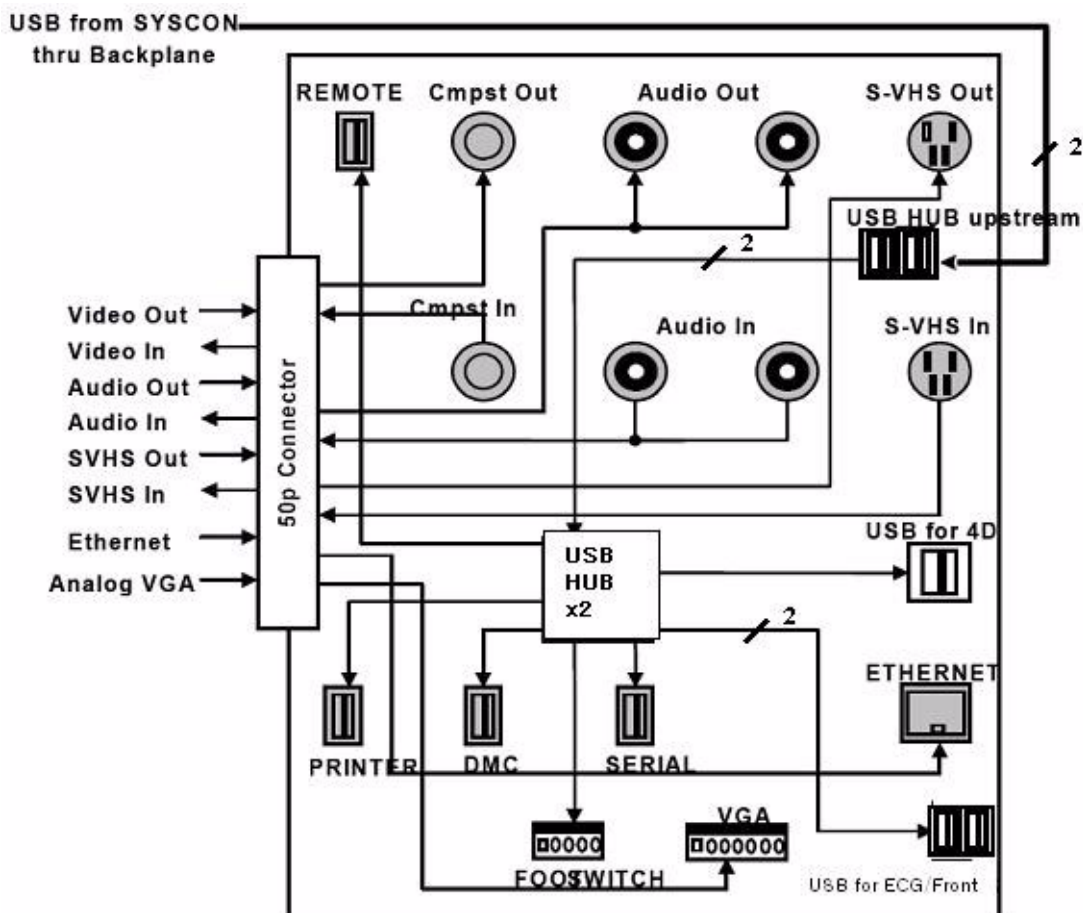 USB from SYSCON
thru Backplane
REMOTE
Cmpst Out
Audio Out
S-VHS Out
2
USB HUB upstream
2
Cmpst In
Audio In
S-VHS In
Video Out
Video In
Audio Out
Audio In
SVHS Out
SVHS In
Ethernet
Analog VGA
50p Connector
USB
HUB
x2
USB for 4D
2
ETHERNET
PRINTER
DMC
SERIAL
VGA
FOOTSWITCH
USB for ECG/Front